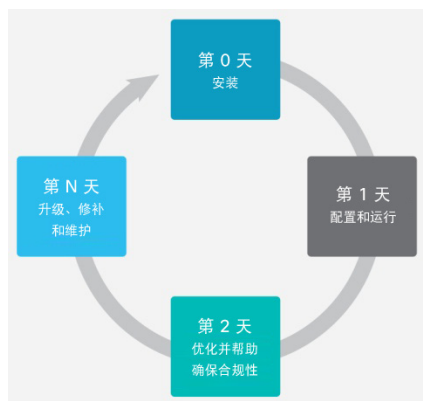 第 0 天
安装
第 1 天
配置和运行
第 2 天
优化并帮助
确保合规性
第 N 天
升级、修补
和维护